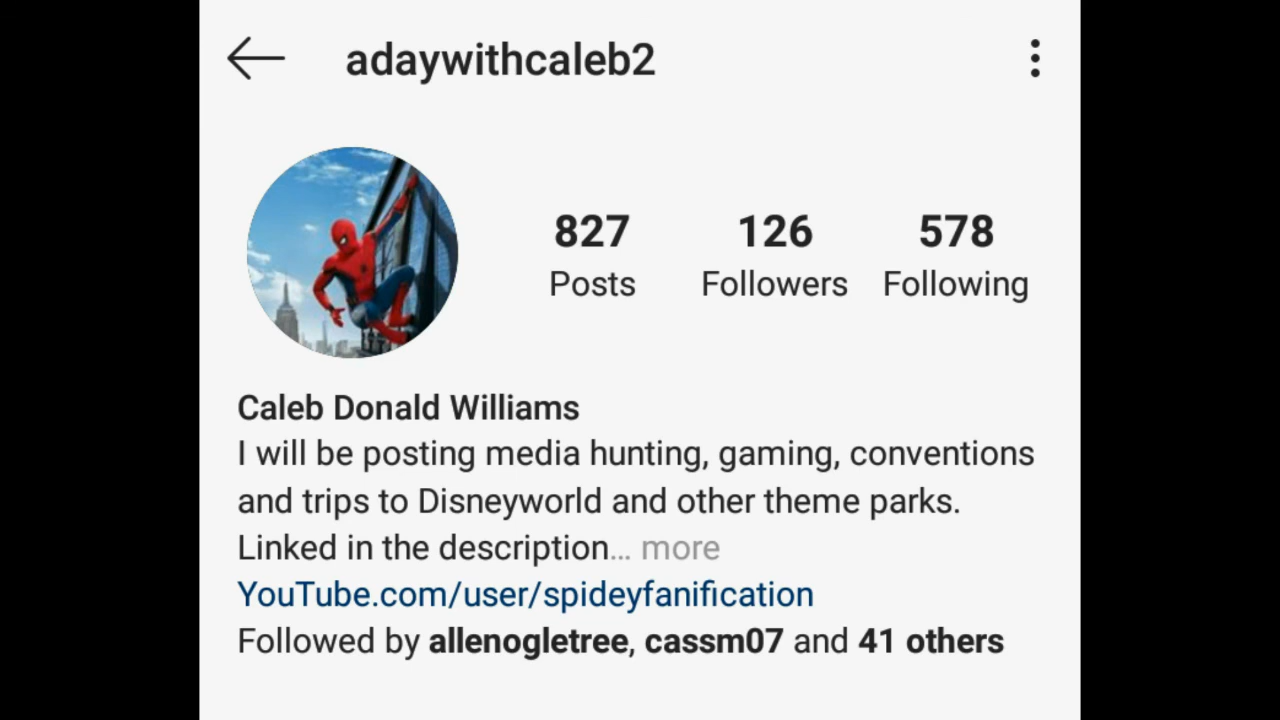 adaywithcaleb2
827 126 578
Posts Followers Following
Caleb Donald Williams
I will be posting media hunting, gaming, conventions
and trips to Disneyworld and other theme parks.
Linked in the description... more
YouTube.com/user/spideyfanification
Followed by allenogletree, cassm07 and 41 others